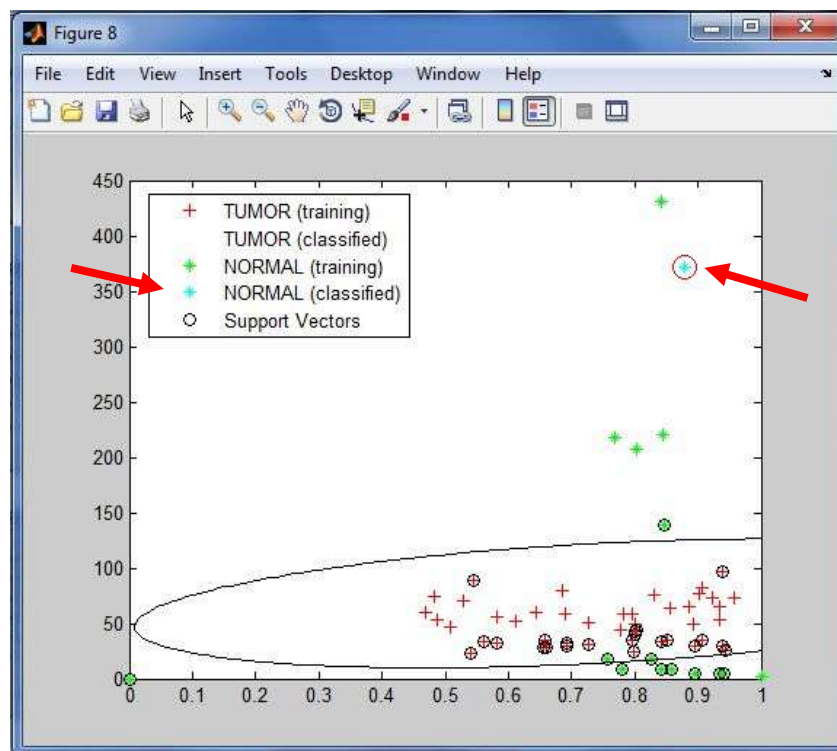 Figure 8
File Edit View Insert Tools Desktop Window Help
450
400
350
300
250
200
150
100
50
0
TUMOR (training)
TUMOR (classified)
NORMAL (training)
NORMAL (classified)
Support Vectors
0 0.1 0.2 0.3 0.4 0.5 0.6 0.7 0.8 0.9 1